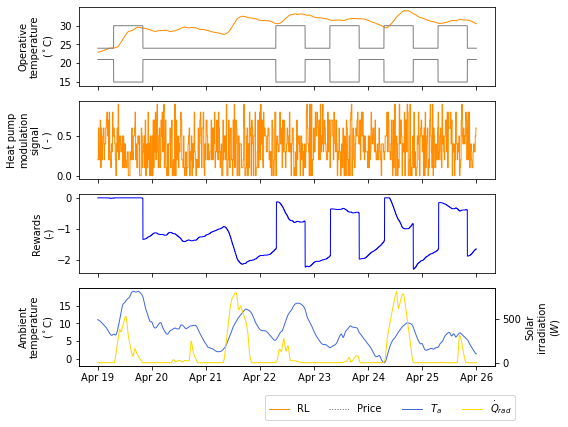 Operative
temperature
(°C)
30
25
20
15
Heat pump
modulation
signal
( - )
0.5
0.0
Rewards
(-)
0
−1
−2
Ambient
temperature
(°C)
15
10
5
0
Solar
irradiation
(W)
500
0
Apr 19 Apr 20 Apr 21 Apr 22 Apr 23 Apr 24 Apr 25 Apr 26
RL Price Tₐ Q̇rad